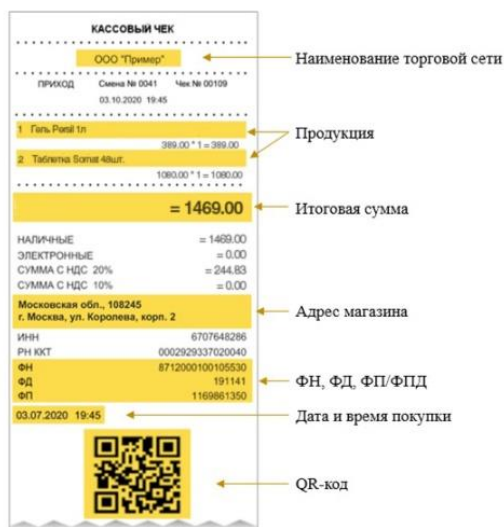 КАССОВЫЙ ЧЕК
ООО "Пример"
Наименование торговой сети
ПРИХОД Смена № 0041 Чек № 00109
03.10.2020 19:45
1 Гель Persil 1л
Продукция
389.00 * 1 = 389.00
2 Таблетка Somat 48шт.
1080.00 * 1 = 1080.00
= 1469.00
Итоговая сумма
НАЛИЧНЫЕ = 1469.00
ЭЛЕКТРОННЫЕ = 0.00
СУММА С НДС 20% = 244.83
СУММА С НДС 10% = 0.00
Московская обл., 108245
г. Москва, ул. Королева, корп. 2
Адрес магазина
ИНН 6707648286
РН ККТ 0002929337020040
ФН 8712000100105530
ФД 191141
ФН, ФД, ФП/ФПД
ФП 1169861350
03.07.2020 19:45
Дата и время покупки
QR-код